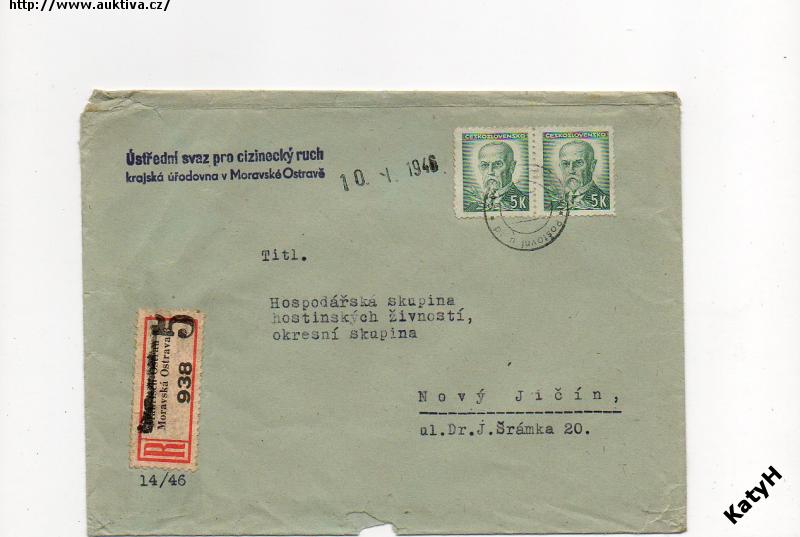 http://www.auktiva.cz/
Ústřední svaz pro cizinecký ruch
krajská úřadovna v Moravské Ostravě
10. I. 1946
ČESKOSLOVENSKO
5K
ČESKOSLOVENSKO
5K
Poštovní
Titl.
Hospodářská skupina
hostinských živností,
okresní skupina
Nový Jičín,
ul.Dr.J.Šrámka 20.
R
Moravská Ostrava
5
938
14/46
KatyH